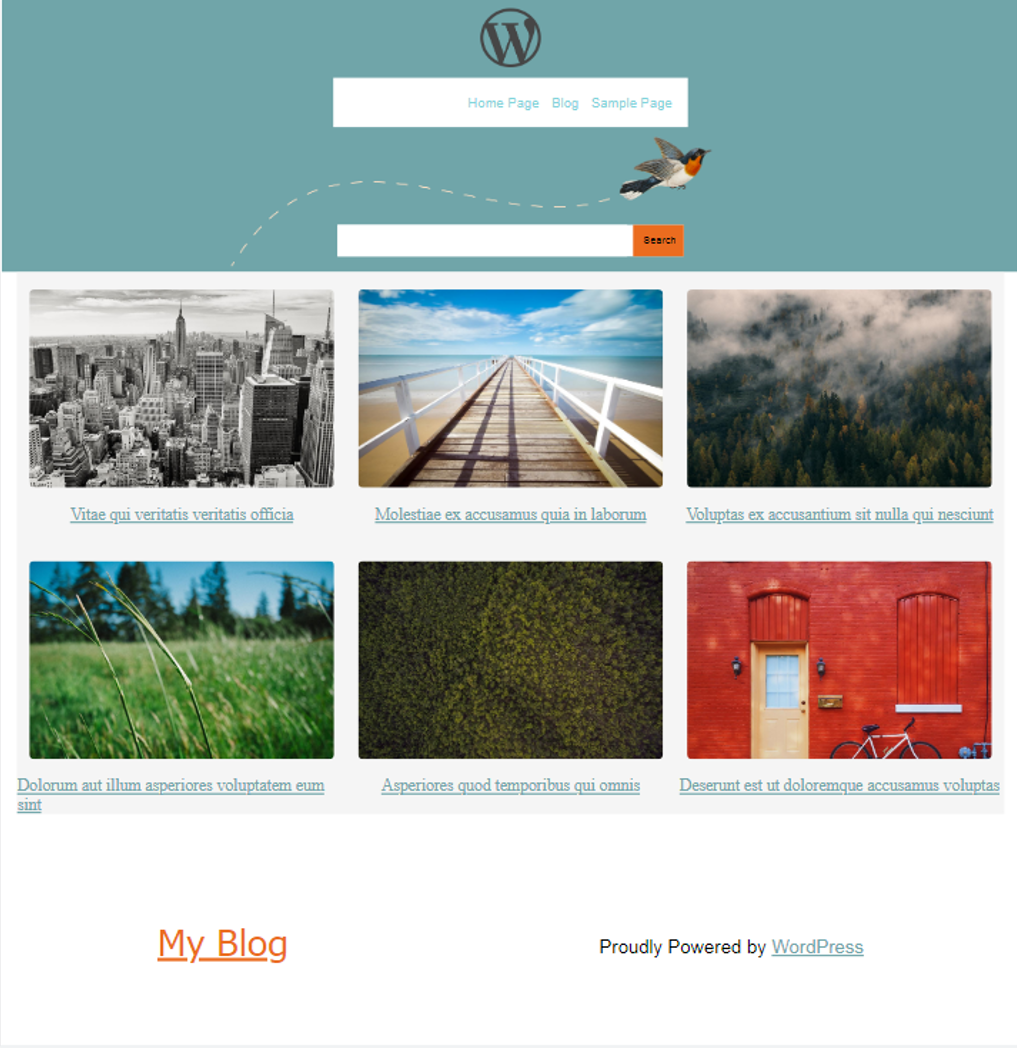 W
Home Page Blog Sample Page
Search
Vitae qui veritatis veritatis officia
Molestiae ex accusamus quia in laborum
Voluptas ex accusantium sit nulla qui nesciunt
Dolorum aut illum asperiores voluptatem eum
sint
Asperiores quod temporibus qui omnis
Deserunt est ut doloremque accusamus voluptas
My Blog
Proudly Powered by WordPress